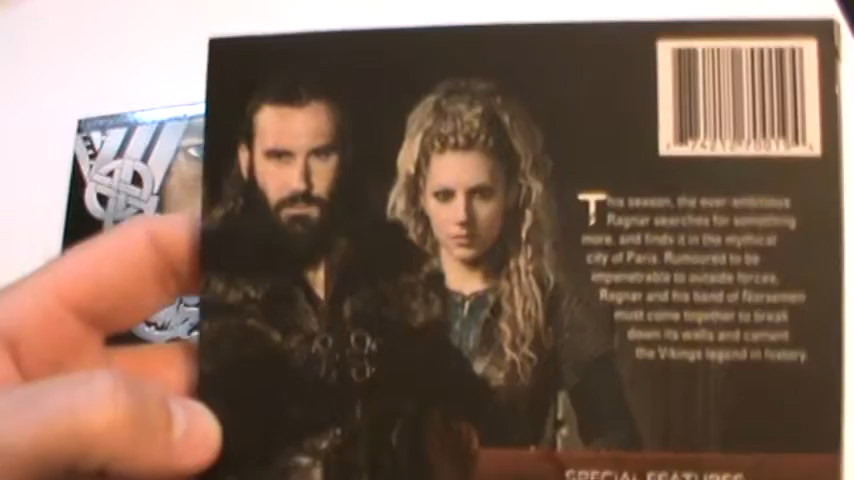 This season, the ever ambitious
Ragnar searches for something
more, and finds it in the mythical
city of Paris. Rumoured to be
impenetrable to outside forces,
Ragnar and his band of Norsemen
must come together to break
down its walls and cement
the Vikings legend in history.
SPECIAL FEATURES